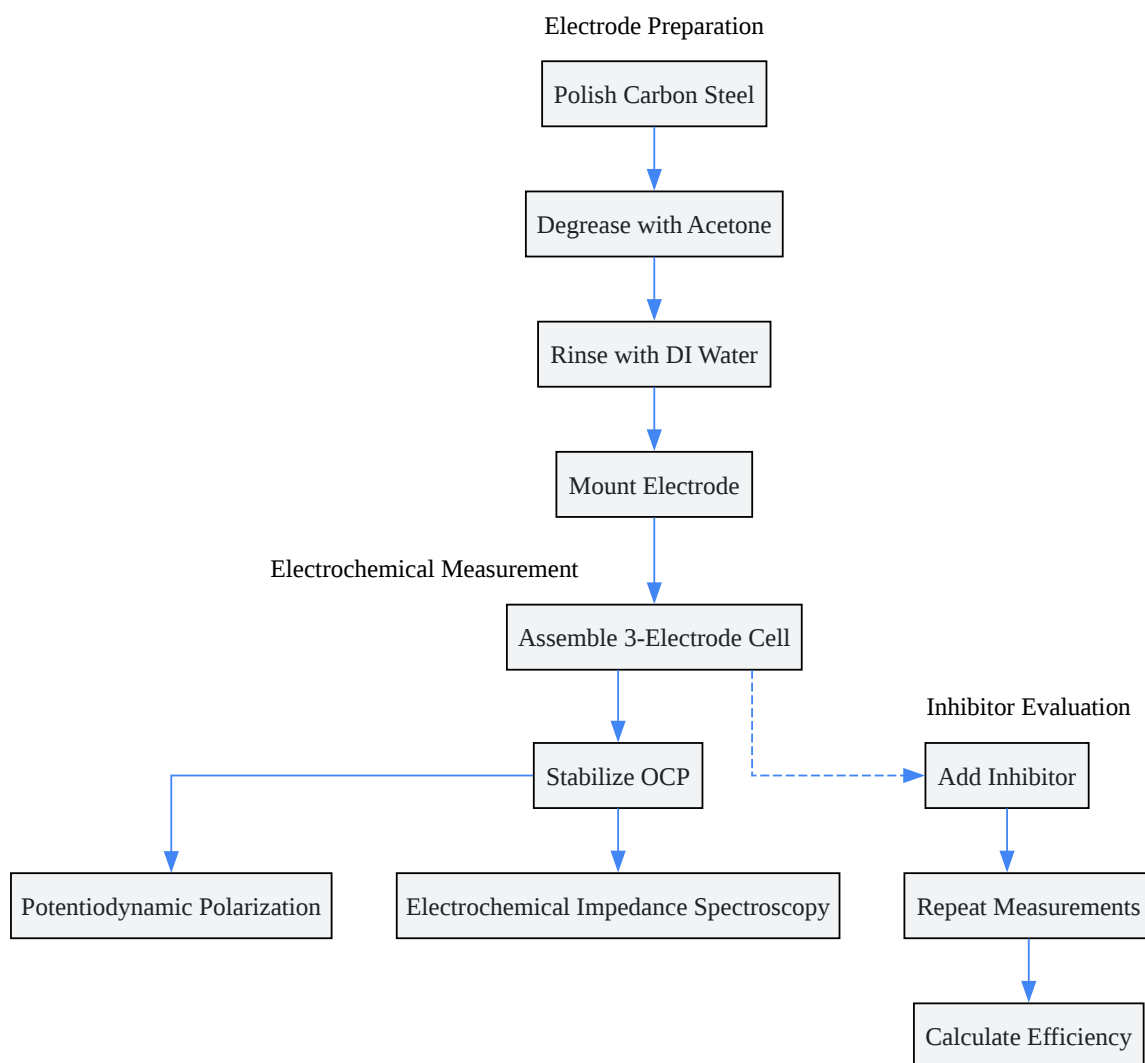 Electrode Preparation
Polish Carbon Steel
Degrease with Acetone
Rinse with DI Water
Mount Electrode
Electrochemical Measurement
Assemble 3-Electrode Cell
Inhibitor Evaluation
Stabilize OCP
Add Inhibitor
Potentiodynamic Polarization
Electrochemical Impedance Spectroscopy
Repeat Measurements
Calculate Efficiency